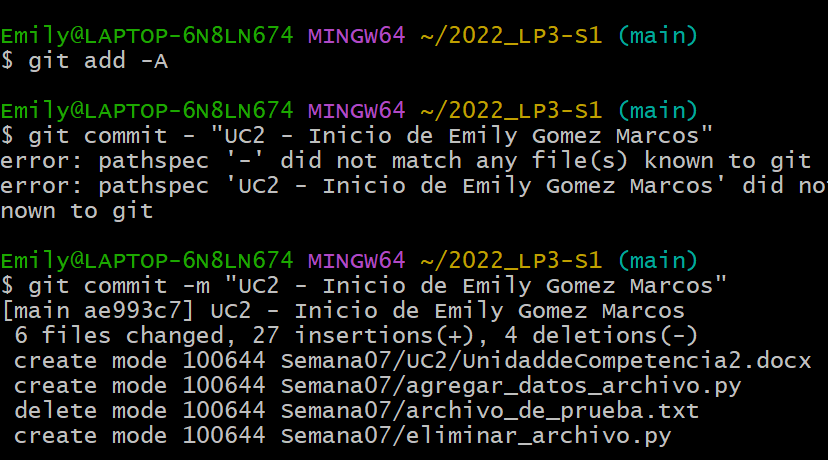 Emily@LAPTOP-6N8LN674 MINGW64 ~/2022_LP3-S1 (main)
$ git add -A
Emily@LAPTOP-6N8LN674 MINGW64 ~/2022_LP3-S1 (main)
$ git commit - "UC2 - Inicio de Emily Gomez Marcos"
error: pathspec '-' did not match any file(s) known to git
error: pathspec 'UC2 - Inicio de Emily Gomez Marcos' did no
nown to git
Emily@LAPTOP-6N8LN674 MINGW64 ~/2022_LP3-S1 (main)
$ git commit -m "UC2 - Inicio de Emily Gomez Marcos"
[main ae993c7] UC2 - Inicio de Emily Gomez Marcos
6 files changed, 27 insertions(+), 4 deletions(-)
create mode 100644 Semana07/UC2/UnidaddeCompetencia2.docx
create mode 100644 Semana07/agregar_datos_archivo.py
delete mode 100644 Semana07/archivo_de_prueba.txt
create mode 100644 Semana07/eliminar_archivo.py